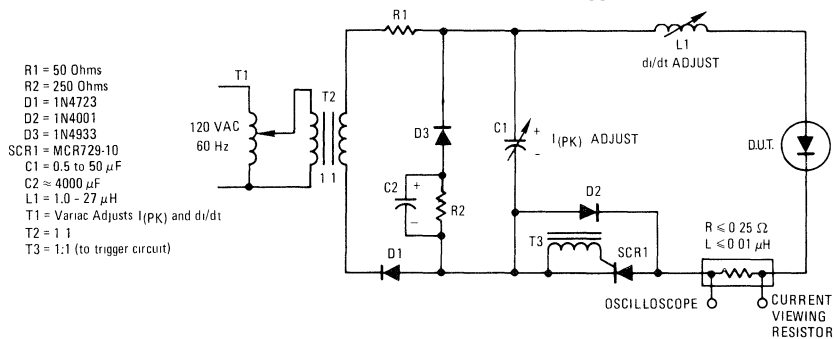 R1 = 50 Ohms
R2 = 250 Ohms
D1 = 1N4723
D2 = 1N4001
D3 = 1N4933
SCR1 = MCR729-10
C1 = 0.5 to 50 μF
C2 ≈ 4000 μF
L1 = 1.0 - 27 μH
T1 = Variac Adjusts I(PK) and di/dt
T2 = 1 1
T3 = 1:1 (to trigger circuit)
T1
120 VAC
60 Hz
T2
1 1
R1
D3
C2
+
−
R2
D1
C1
+
−
I(PK) ADJUST
L1
di/dt ADJUST
D.U.T.
D2
T3
SCR1
R ≤ 0 25 Ω
L ≤ 0 01 μH
OSCILLOSCOPE
CURRENT
VIEWING
RESISTOR